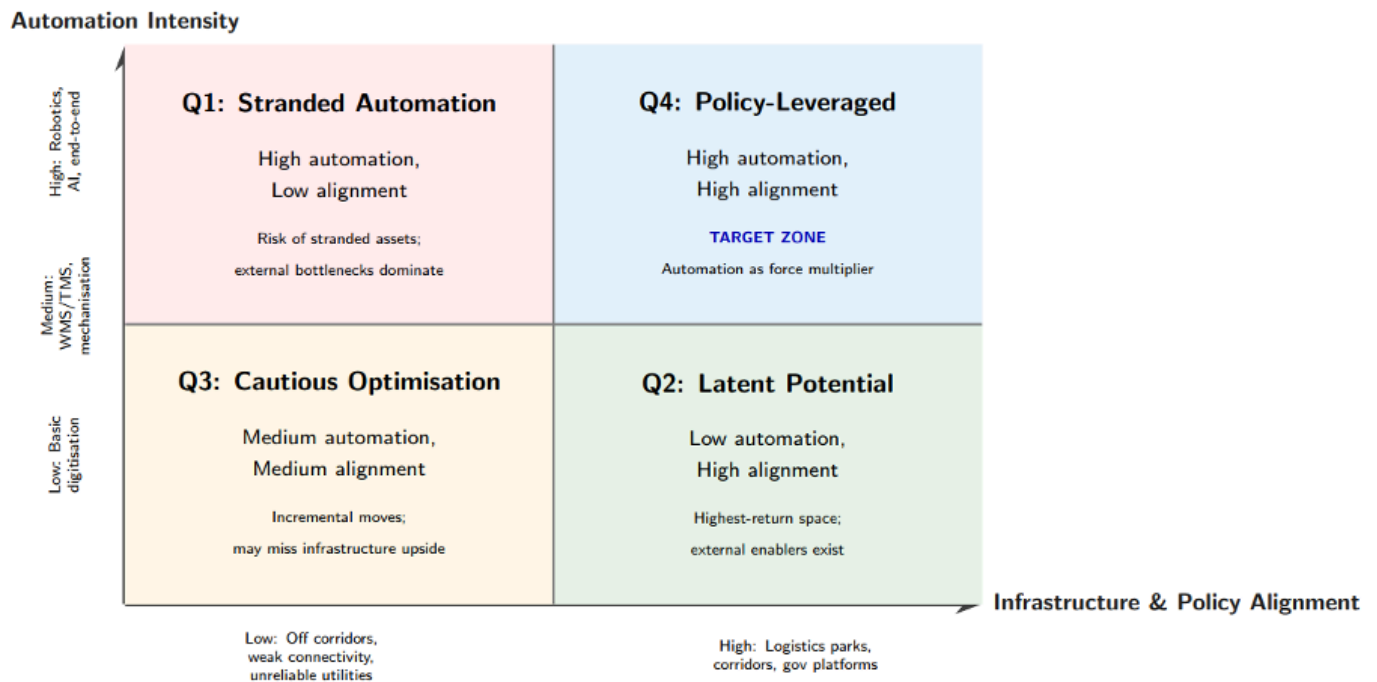 Automation Intensity
High: Robotics,
AI, end-to-end
Medium:
WMS/TMS,
mechanisation
Low: Basic
digitisation
Q1: Stranded Automation
High automation,
Low alignment
Risk of stranded assets;
external bottlenecks dominate
Q4: Policy-Leveraged
High automation,
High alignment
TARGET ZONE
Automation as force multiplier
Q3: Cautious Optimisation
Medium automation,
Medium alignment
Incremental moves;
may miss infrastructure upside
Q2: Latent Potential
Low automation,
High alignment
Highest-return space;
external enablers exist
Infrastructure & Policy Alignment
Low: Off corridors,
weak connectivity,
unreliable utilities
High: Logistics parks,
corridors, gov platforms